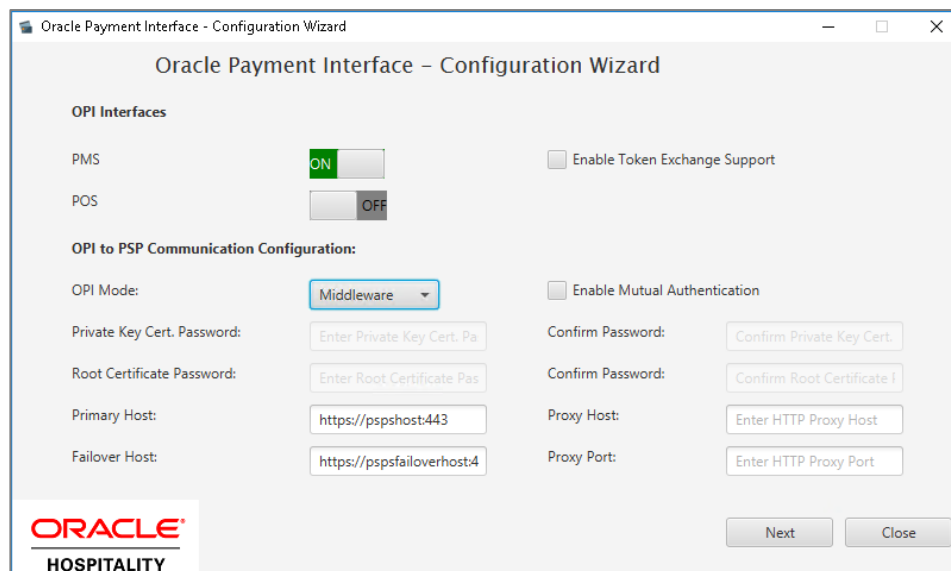 Oracle Payment Interface - Configuration Wizard
Oracle Payment Interface – Configuration Wizard
OPI Interfaces
PMS ON Enable Token Exchange Support
POS OFF
OPI to PSP Communication Configuration:
OPI Mode: Middleware Enable Mutual Authentication
Private Key Cert. Password: Enter Private Key Cert. Pa Confirm Password: Confirm Private Key Cert.
Root Certificate Password: Enter Root Certificate Pas Confirm Password: Confirm Root Certificate
Primary Host: https://pspshost:443 Proxy Host: Enter HTTP Proxy Host
Failover Host: https://pspsfailoverhost:4 Proxy Port: Enter HTTP Proxy Port
ORACLE®
HOSPITALITY
Next Close